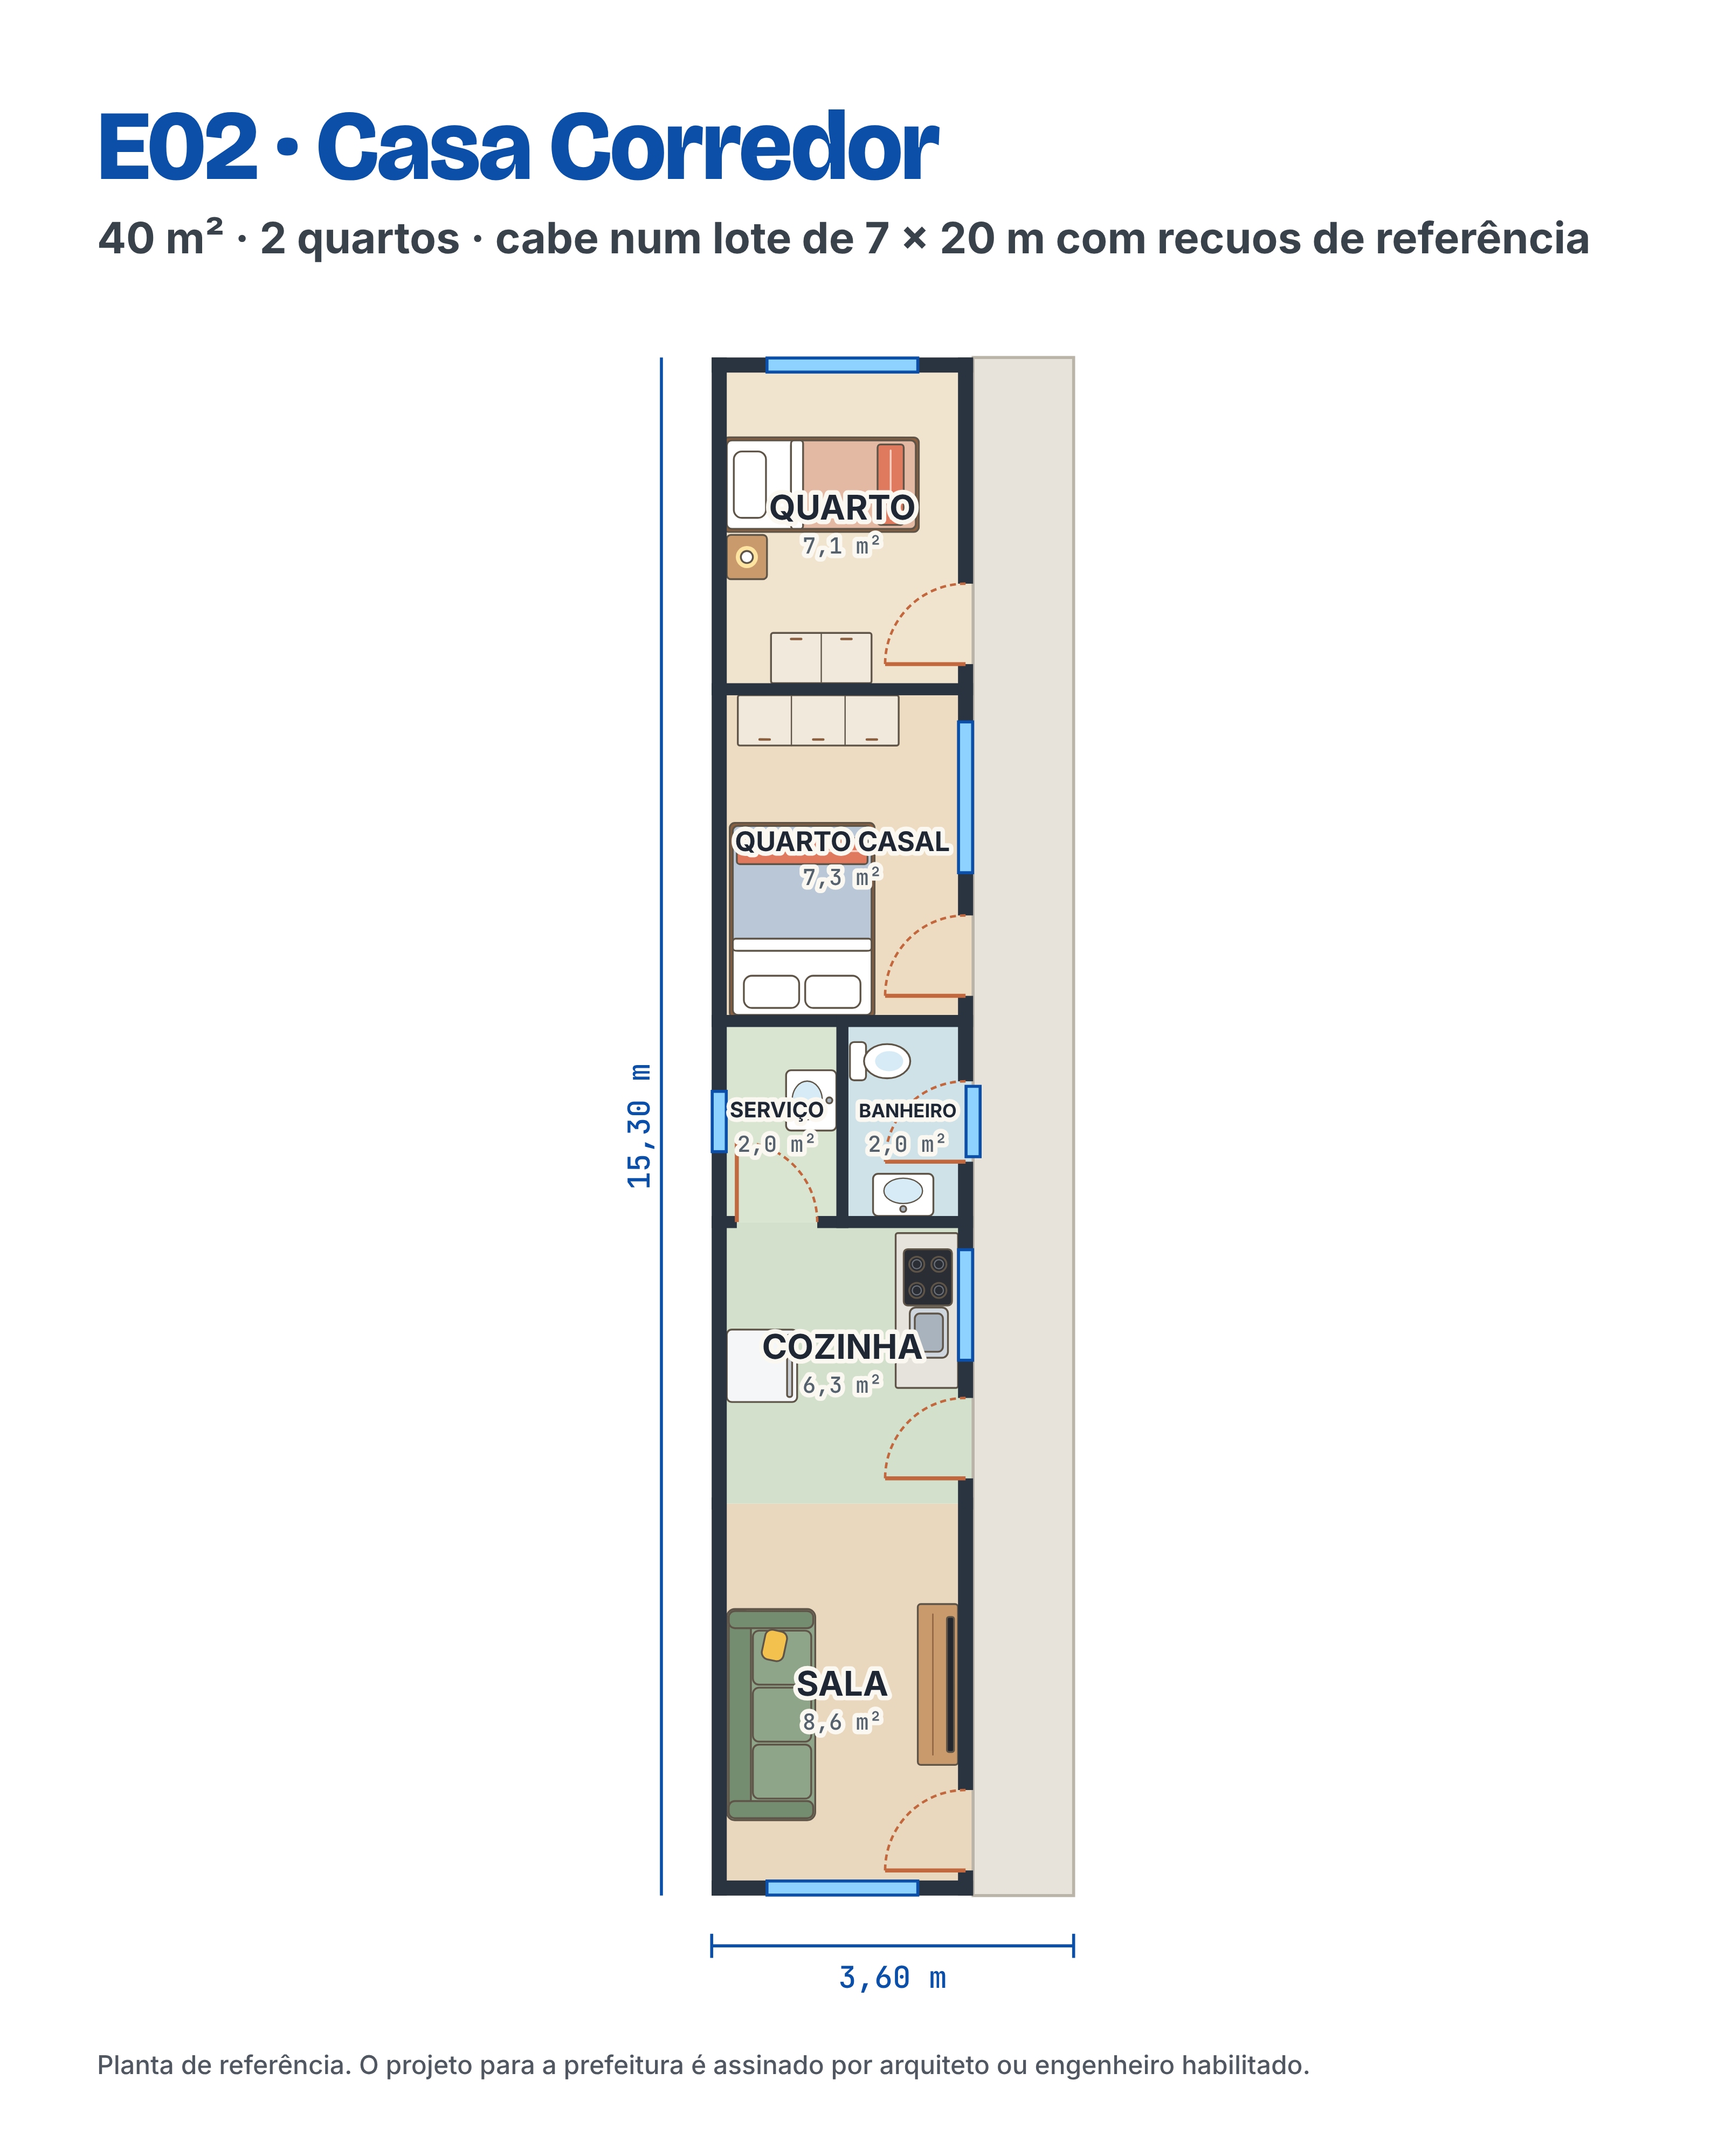 E02 · Casa Corredor
40 m² · 2 quartos · cabe num lote de 7 × 20 m com recuos de referência
QUARTO
7,1 m²
QUARTO CASAL
7,3 m²
SERVIÇO
2,0 m²
BANHEIRO
2,0 m²
15,30 m
COZINHA
6,3 m²
SALA
8,6 m²
3,60 m
Planta de referência. O projeto para a prefeitura é assinado por arquiteto ou engenheiro habilitado.